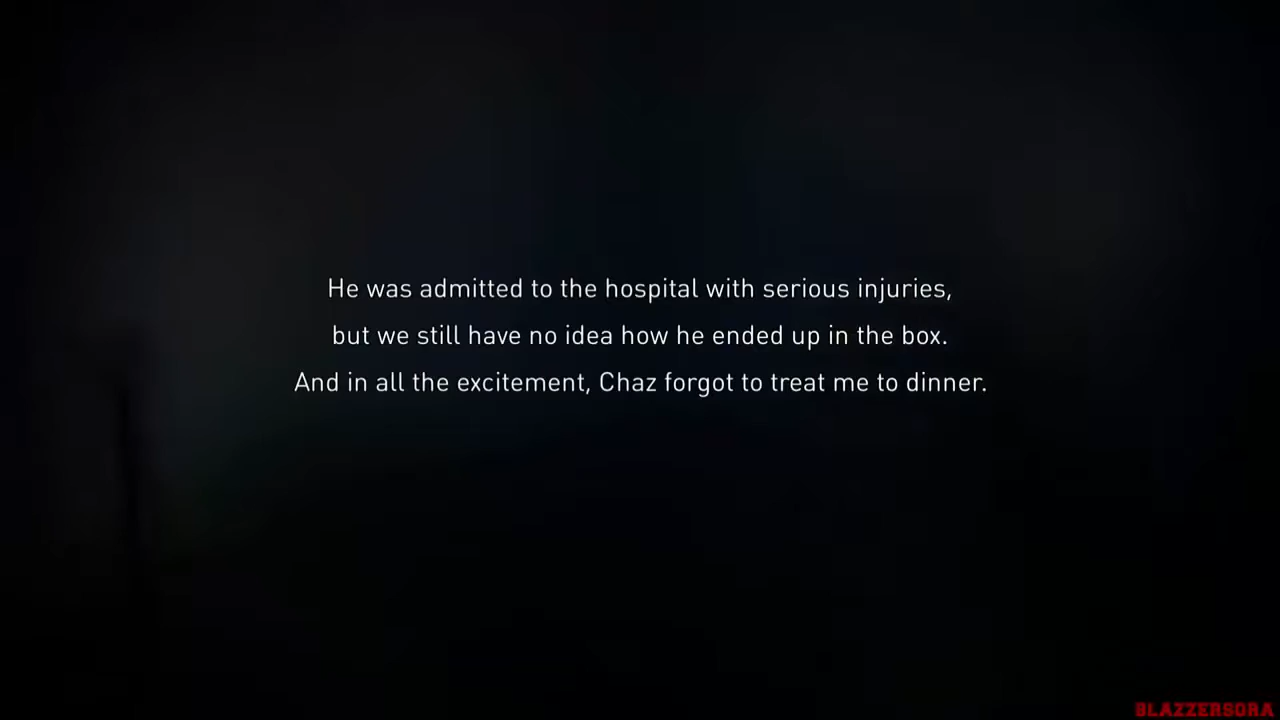 He was admitted to the hospital with serious injuries,
but we still have no idea how he ended up in the box.
And in all the excitement, Chaz forgot to treat me to dinner.
BLAZZERSORA